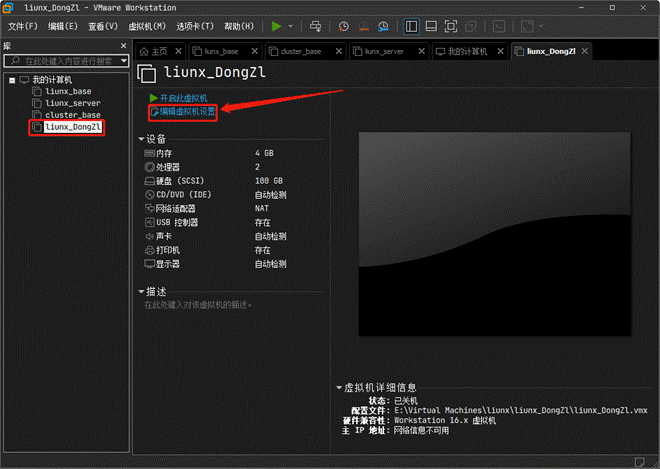 liunx_DongZl - VMware Workstation
文件(F) 编辑(E) 查看(V) 虚拟机(M) 选项卡(T) 帮助(H)
库
在此处键入内容进行搜索
我的计算机
liunx_base
liunx_server
cluster_base
liunx_DongZl
主页 liunx_base cluster_base liunx_server 我的计算机 liunx_DongZl
liunx_DongZl
开启此虚拟机
编辑虚拟机设置
设备
内存 4 GB
处理器 2
硬盘 (SCSI) 100 GB
CD/DVD (IDE) 自动检测
网络适配器 NAT
USB 控制器 存在
声卡 自动检测
打印机 存在
显示器 自动检测
描述
在此处键入对该虚拟机的描述。
虚拟机详细信息
状态: 已关机
配置文件: E:\Virtual Machines\liunx\liunx_DongZl\liunx_DongZl.vmx
硬件兼容性: Workstation 16.x 虚拟机
主 IP 地址: 网络信息不可用